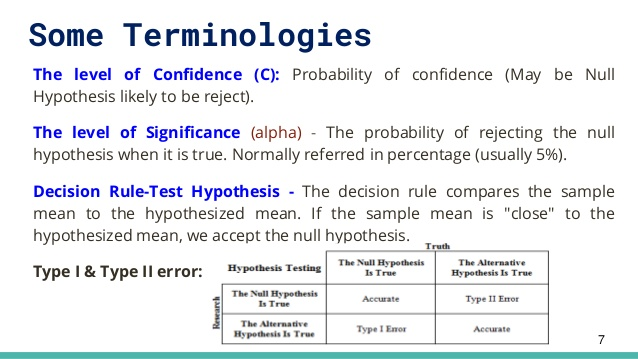 Some Terminologies
The level of Confidence (C): Probability of confidence (May be Null
Hypothesis likely to be reject).
The level of Significance (alpha) - The probability of rejecting the null
hypothesis when it is true. Normally referred in percentage (usually 5%).
Decision Rule-Test Hypothesis - The decision rule compares the sample
mean to the hypothesized mean. If the sample mean is "close" to the
hypothesized mean, we accept the null hypothesis.
Type I & Type II error:
Truth
Hypothesis Testing
The Null Hypothesis
Is True
The Alternative
Hypothesis Is True
Research
The Null Hypothesis
Is True
Accurate
Type II Error
The Alternative
Hypothesis Is True
Type I Error
Accurate
7